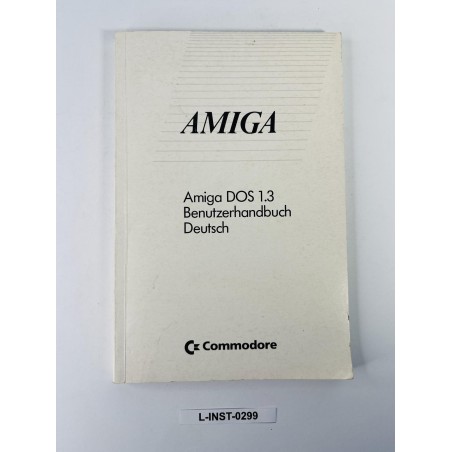 AMIGA
Amiga DOS 1.3
Benutzerhandbuch
Deutsch
Commodore
L-INST-0299